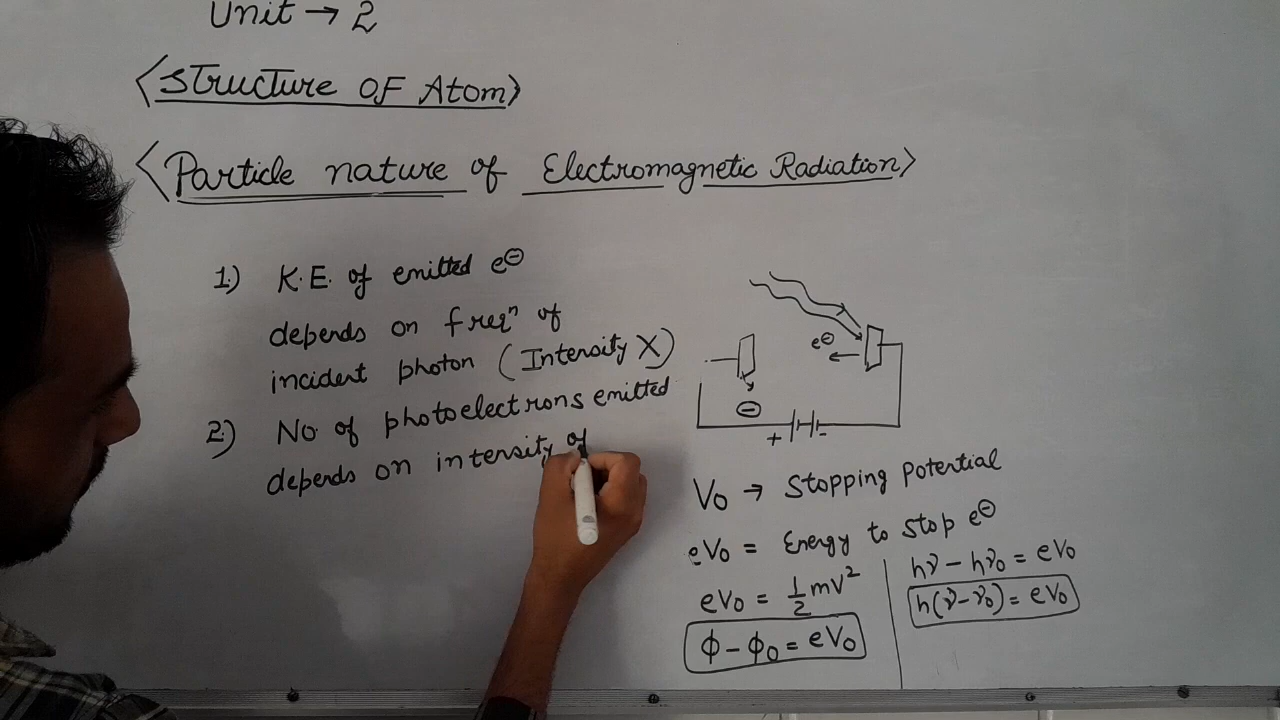 Unit → 2
<Structure OF Atom>
<Particle nature of Electromagnetic Radiation>
1) K.E. of emitted e⊖
depends on freqⁿ of
incident photon (Intensity X)
2) No of photoelectrons emitted
depends on intensity of
e⊖
⊖
+ -
V₀ → Stopping Potential
eV₀ = Energy to stop e⊖
eV₀ = 1/2 mv²
ϕ - ϕ₀ = eV₀
hν - hν₀ = eV₀
h(ν-ν₀) = eV₀